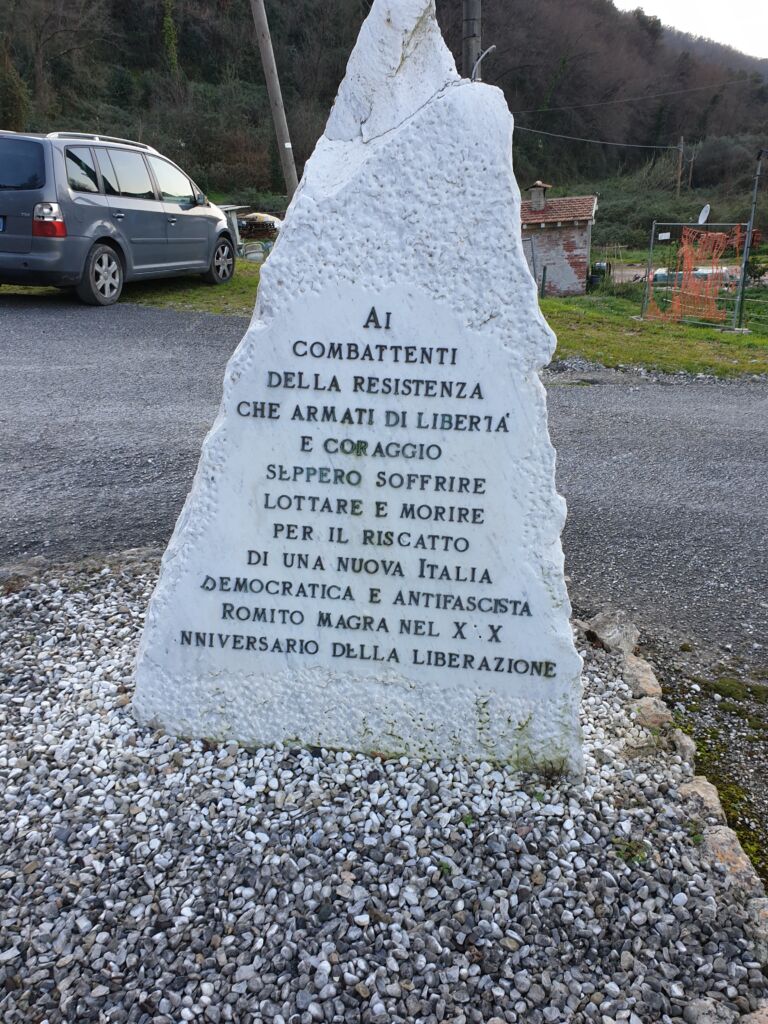 AI
COMBATTENTI
DELLA RESISTENZA
CHE ARMATI DI LIBERTA'
E CORAGGIO
SEPPERO SOFFRIRE
LOTTARE E MORIRE
PER IL RISCATTO
DI UNA NUOVA ITALIA
DEMOCRATICA E ANTIFASCISTA
ROMITO MAGRA NEL X X
NNIVERSARIO DELLA LIBERAZIONE